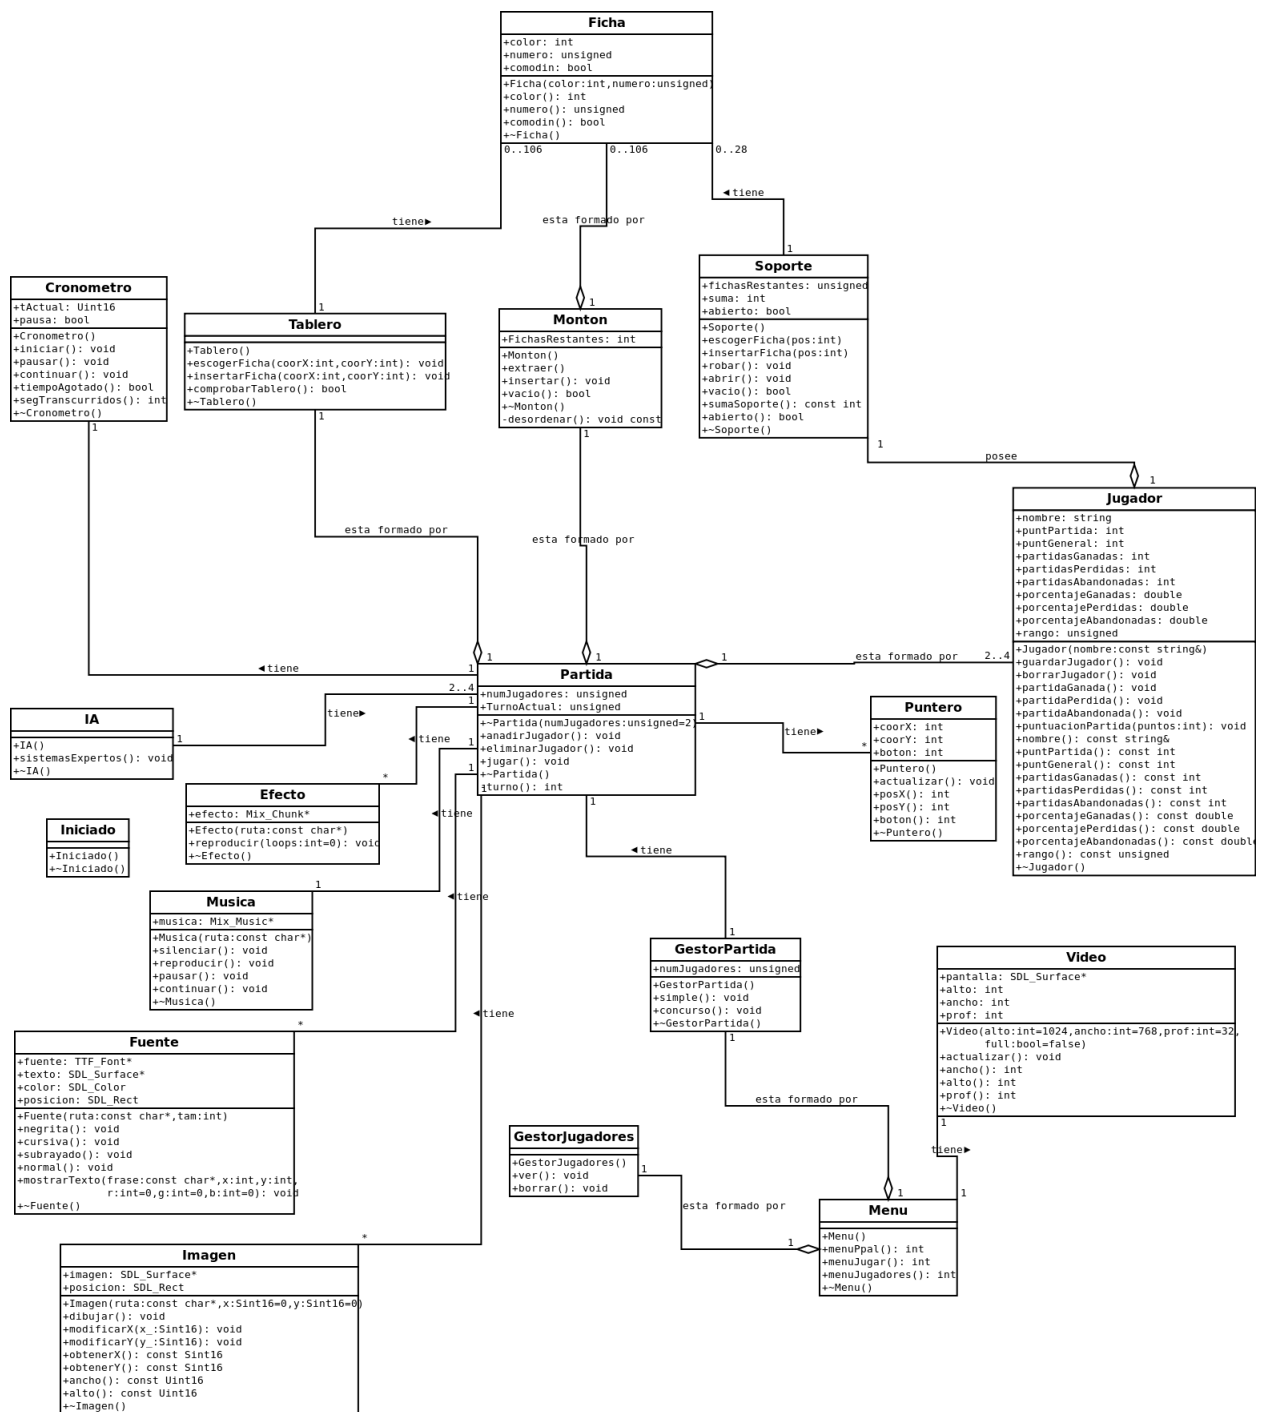 Ficha
+color: int
+numero: unsigned
+comodin: bool
+Ficha(color:int,numero:unsigned)
+color(): int
+numero(): unsigned
+comodin(): bool
+~Ficha()
0..106
0..106
0..28
◄tiene
tiene►
esta formado por
1
1
1
Cronometro
+tActual: Uint16
+pausa: bool
+Cronometro()
+iniciar(): void
+pausar(): void
+continuar(): void
+tiempoAgotado(): bool
+segTranscurridos(): int
+~Cronometro()
1
Tablero
+Tablero()
+escogerFicha(coorX:int,coorY:int): void
+insertarFicha(coorX:int,coorY:int): void
+comprobarTablero(): bool
+~Tablero()
1
Monton
+FichasRestantes: int
+Monton()
+extraer()
+insertar(): void
+vacio(): bool
+~Monton()
-desordenar(): void const
1
Soporte
+fichasRestantes: unsigned
+suma: int
+abierto: bool
+Soporte()
+escogerFicha(pos:int)
+insertarFicha(pos:int)
+robar(): void
+abrir(): void
+vacio(): bool
+sumaSoporte(): const int
+abierto(): bool
+~Soporte()
1
posee
1
Jugador
+nombre: string
+puntPartida: int
+puntGeneral: int
+partidasGanadas: int
+partidasPerdidas: int
+partidasAbandonadas: int
+porcentajeGanadas: double
+porcentajePerdidas: double
+porcentajeAbandonadas: double
+rango: unsigned
+Jugador(nombre:const string&)
+guardarJugador(): void
+borrarJugador(): void
+partidaGanada(): void
+partidaPerdida(): void
+partidaAbandonada(): void
+puntuacionPartida(puntos:int): void
+nombre(): const string&
+puntPartida(): const int
+puntGeneral(): const int
+partidasGanadas(): const int
+partidasPerdidas(): const int
+partidasAbandonadas(): const int
+porcejeGanadas(): const double
+porcentajePerdidas(): const double
+porcejeAbandonadas(): const double
+rango(): const unsigned
+~Jugador()
esta formado por
esta formado por
1
1
1
esta formado por
2..4
◄tiene
1
Partida
+numJugadores: unsigned
+TurnoActual: unsigned
+~Partida(numJugadores:unsigned=2)
+anadirJugador(): void
+eliminarJugador(): void
+jugar(): void
+~Partida()
-turno(): int
2..4
1
1
1
1
1
1
IA
+IA()
+sistemasExpertos(): void
+~IA()
1
tiene►
◄tiene
*
Efecto
+efecto: Mix_Chunk*
+Efecto(ruta:const char*)
+reproducir(loops:int=0): void
+~Efecto()
tiene►
*
Puntero
+coorX: int
+coorY: int
+boton: int
+Puntero()
+actualizar(): void
+posX(): int
+posY(): int
+boton(): int
+~Puntero()
Iniciado
+Iniciado()
+~Iniciado()
◄tiene
1
Musica
+musica: Mix_Music*
+Musica(ruta:const char*)
+silenciar(): void
+reproducir(): void
+pausar(): void
+continuar(): void
+~Musica()
◄tiene
◄tiene
1
GestorPartida
+numJugadores: unsigned
+GestorPartida()
+simple(): void
+concurso(): void
+~GestorPartida()
1
Video
+pantalla: SDL_Surface*
+alto: int
+ancho: int
+prof: int
+Video(alto:int=1024,ancho:int=768,prof:int=32,
full:bool=false)
+actualizar(): void
+ancho(): int
+alto(): int
+prof(): int
+~Video()
1
◄tiene
*
Fuente
+fuente: TTF_Font*
+texto: SDL_Surface*
+color: SDL_Color
+posicion: SDL_Rect
+Fuente(ruta:const char*,tam:int)
+negrita(): void
+cursiva(): void
+subrayado(): void
+normal(): void
+mostrarTexto(frase:const char*,x:int,y:int,
r:int=0,g:int=0,b:int=0): void
+~Fuente()
esta formado por
tiene►
GestorJugadores
+GestorJugadores()
+ver(): void
+borrar(): void
1
esta formado por
1
1
1
Menu
+Menu()
+menuPpal(): int
+menuJugar(): int
+menuJugadores(): int
+~Menu()
*
Imagen
+imagen: SDL_Surface*
+posicion: SDL_Rect
+Imagen(ruta:const char*,x:Sint16=0,y:Sint16=0)
+dibujar(): void
+modificarX(x_:Sint16): void
+modificarY(y_:Sint16): void
+obtenerX(): const Sint16
+obtenerY(): const Sint16
+ancho(): const Uint16
+alto(): const Uint16
+~Imagen()